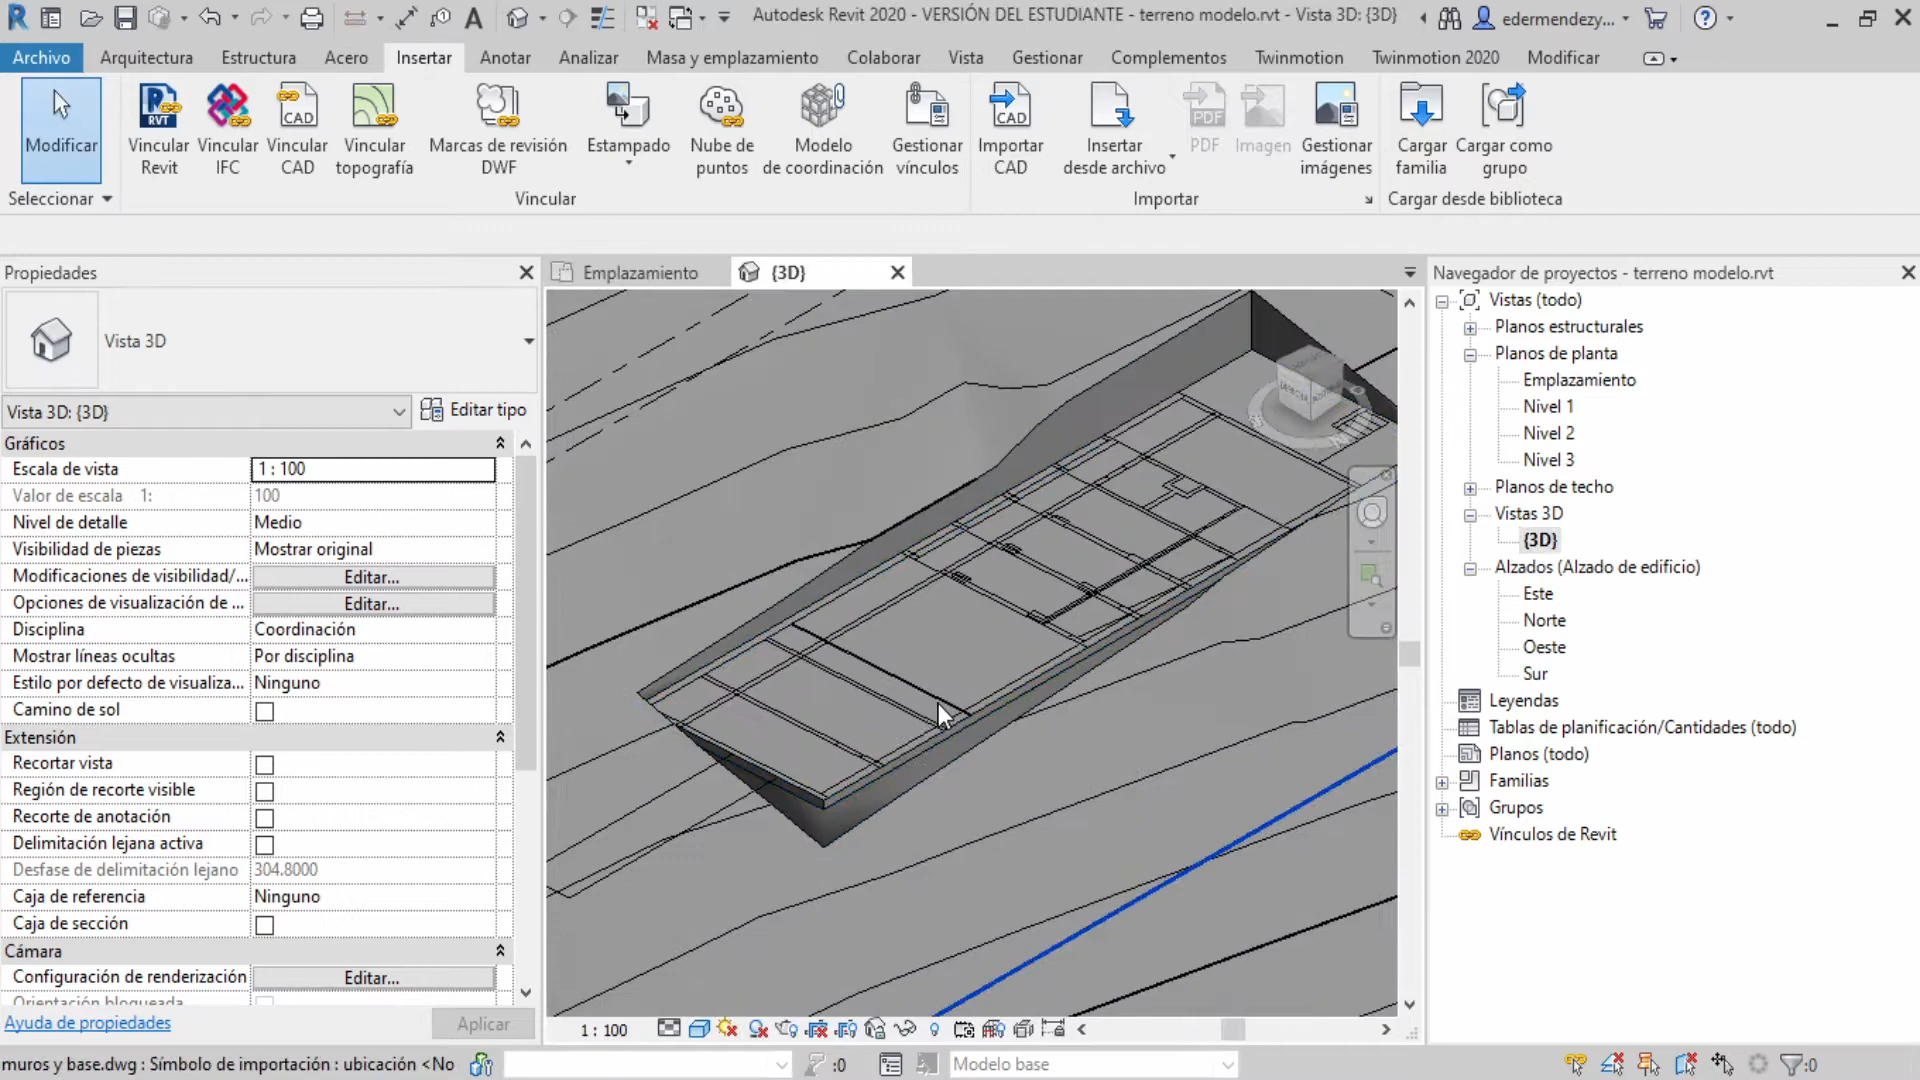 Autodesk Revit 2020 - VERSIÓN DEL ESTUDIANTE - terreno modelo.rvt - Vista 3D: {3D}
edermendezy...
Archivo Arquitectura Estructura Acero Insertar Anotar Analizar Masa y emplazamiento Colaborar Vista Gestionar Complementos Twinmotion Twinmotion 2020 Modificar
Modificar
Vincular Revit
Vincular IFC
Vincular CAD
Vincular topografía
Marcas de revisión DWF
Estampado
Nube de puntos
Modelo de coordinación
Gestionar vínculos
Importar CAD
Insertar desde archivo
PDF
Imagen
Gestionar imágenes
Cargar familia
Cargar como grupo
Seleccionar
Vincular
Importar
Cargar desde biblioteca
Propiedades
Vista 3D
Vista 3D: {3D}
Editar tipo
Gráficos
Escala de vista 1 : 100
Valor de escala 1: 100
Nivel de detalle Medio
Visibilidad de piezas Mostrar original
Modificaciones de visibilidad/... Editar...
Opciones de visualización de ... Editar...
Disciplina Coordinación
Mostrar líneas ocultas Por disciplina
Estilo por defecto de visualiza... Ninguno
Camino de sol
Extensión
Recortar vista
Región de recorte visible
Recorte de anotación
Delimitación lejana activa
Desfase de delimitación lejano 304.8000
Caja de referencia Ninguno
Caja de sección
Cámara
Configuración de renderización Editar...
Orientación bloqueada
Ayuda de propiedades
Aplicar
Emplazamiento
{3D}
1 : 100
Navegador de proyectos - terreno modelo.rvt
Vistas (todo)
Planos estructurales
Planos de planta
Emplazamiento
Nivel 1
Nivel 2
Nivel 3
Planos de techo
Vistas 3D
{3D}
Alzados (Alzado de edificio)
Este
Norte
Oeste
Sur
Leyendas
Tablas de planificación/Cantidades (todo)
Planos (todo)
Familias
Grupos
Vínculos de Revit
muros y base.dwg : Símbolo de importación : ubicación <No
:0
Modelo base
:0